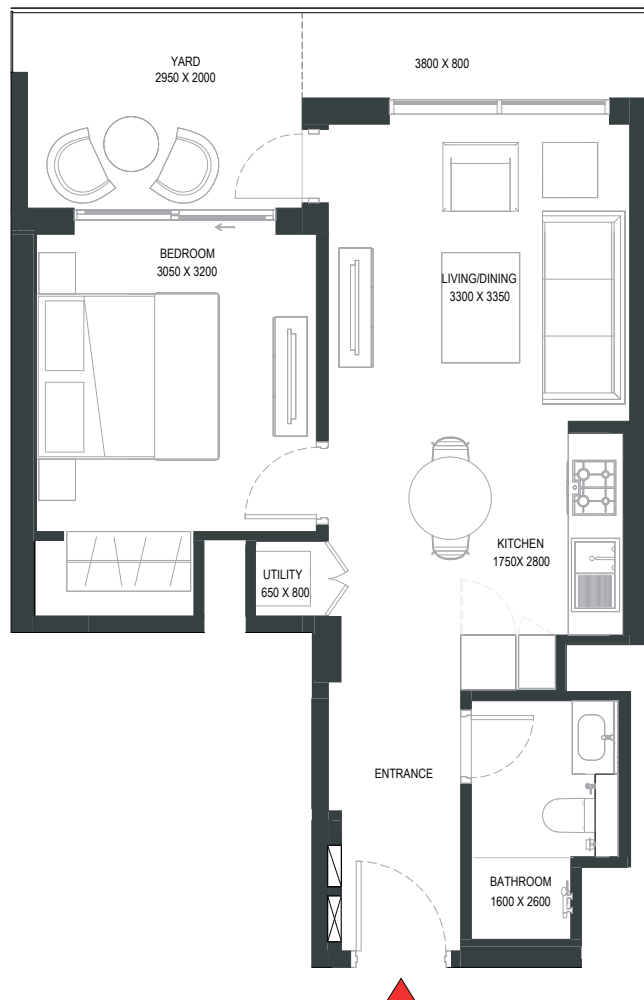 YARD
2950 X 2000
3800 X 800
BEDROOM
3050 X 3200
LIVING/DINING
3300 X 3350
KITCHEN
1750X 2800
UTILITY
650 X 800
ENTRANCE
BATHROOM
1600 X 2600